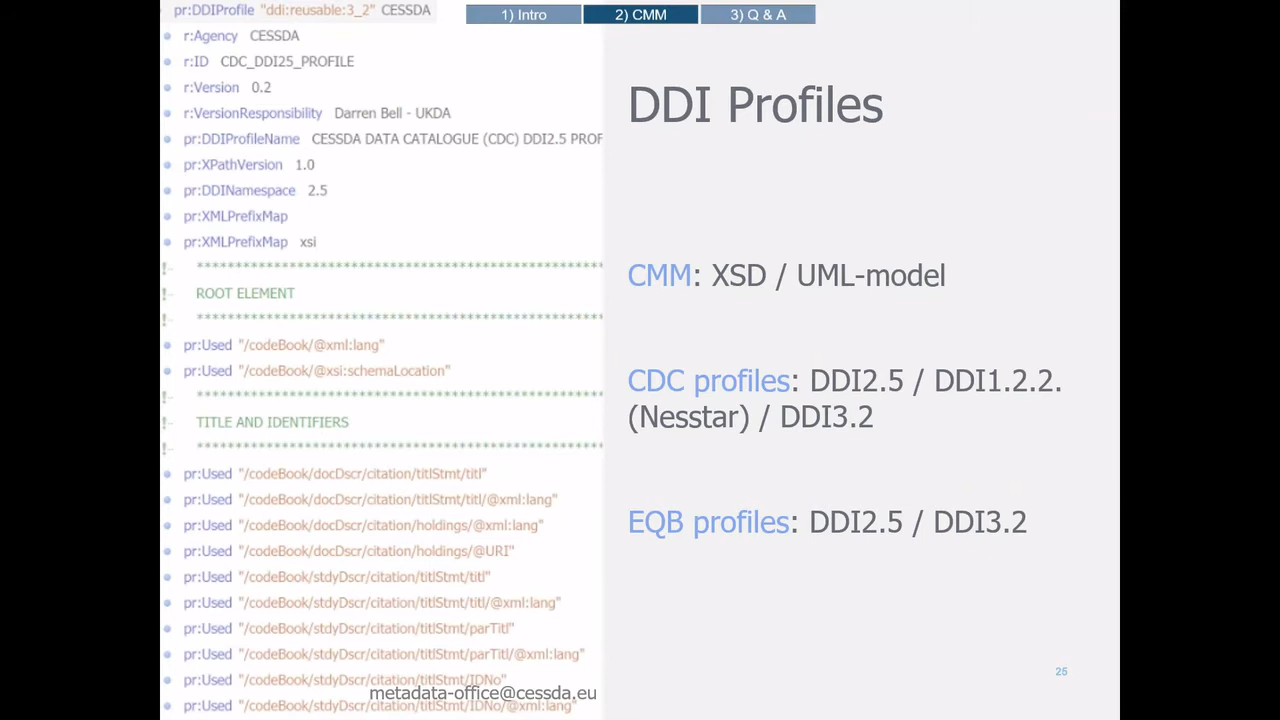 pr:DDIProfile "ddi:reusable:3_2" CESSDA
r:Agency CESSDA
r:ID CDC_DDI25_PROFILE
r:Version 0.2
r:VersionResponsibility Darren Bell - UKDA
pr:DDIProfileName CESSDA DATA CATALOGUE (CDC) DDI2.5 PROF
pr:XPathVersion 1.0
pr:DDINamespace 2.5
pr:XMLPrefixMap
pr:XMLPrefixMap xsi
ROOT ELEMENT
pr:Used "/codeBook/@xml:lang"
pr:Used "/codeBook/@xsi:schemaLocation"
TITLE AND IDENTIFIERS
pr:Used "/codeBook/docDscr/citation/titlStmt/titl"
pr:Used "/codeBook/docDscr/citation/titlStmt/titl/@xml:lang"
pr:Used "/codeBook/docDscr/citation/holdings/@xml:lang"
pr:Used "/codeBook/docDscr/citation/holdings/@URI"
pr:Used "/codeBook/stdyDscr/citation/titlStmt/titl"
pr:Used "/codeBook/stdyDscr/citation/titlStmt/titl/@xml:lang"
pr:Used "/codeBook/stdyDscr/citation/titlStmt/parTitl"
pr:Used "/codeBook/stdyDscr/citation/titlStmt/parTitl/@xml:lang"
pr:Used "/codeBook/stdyDscr/citation/titlStmt/IDNo"
pr:Used "/codeBook/stdyDscr/citation/titlStmt/IDNo/@xml:lang"
metadata-office@cessda.eu
1) Intro
2) CMM
3) Q & A
DDI Profiles
CMM: XSD / UML-model
CDC profiles: DDI2.5 / DDI1.2.2.
(Nesstar) / DDI3.2
EQB profiles: DDI2.5 / DDI3.2
25